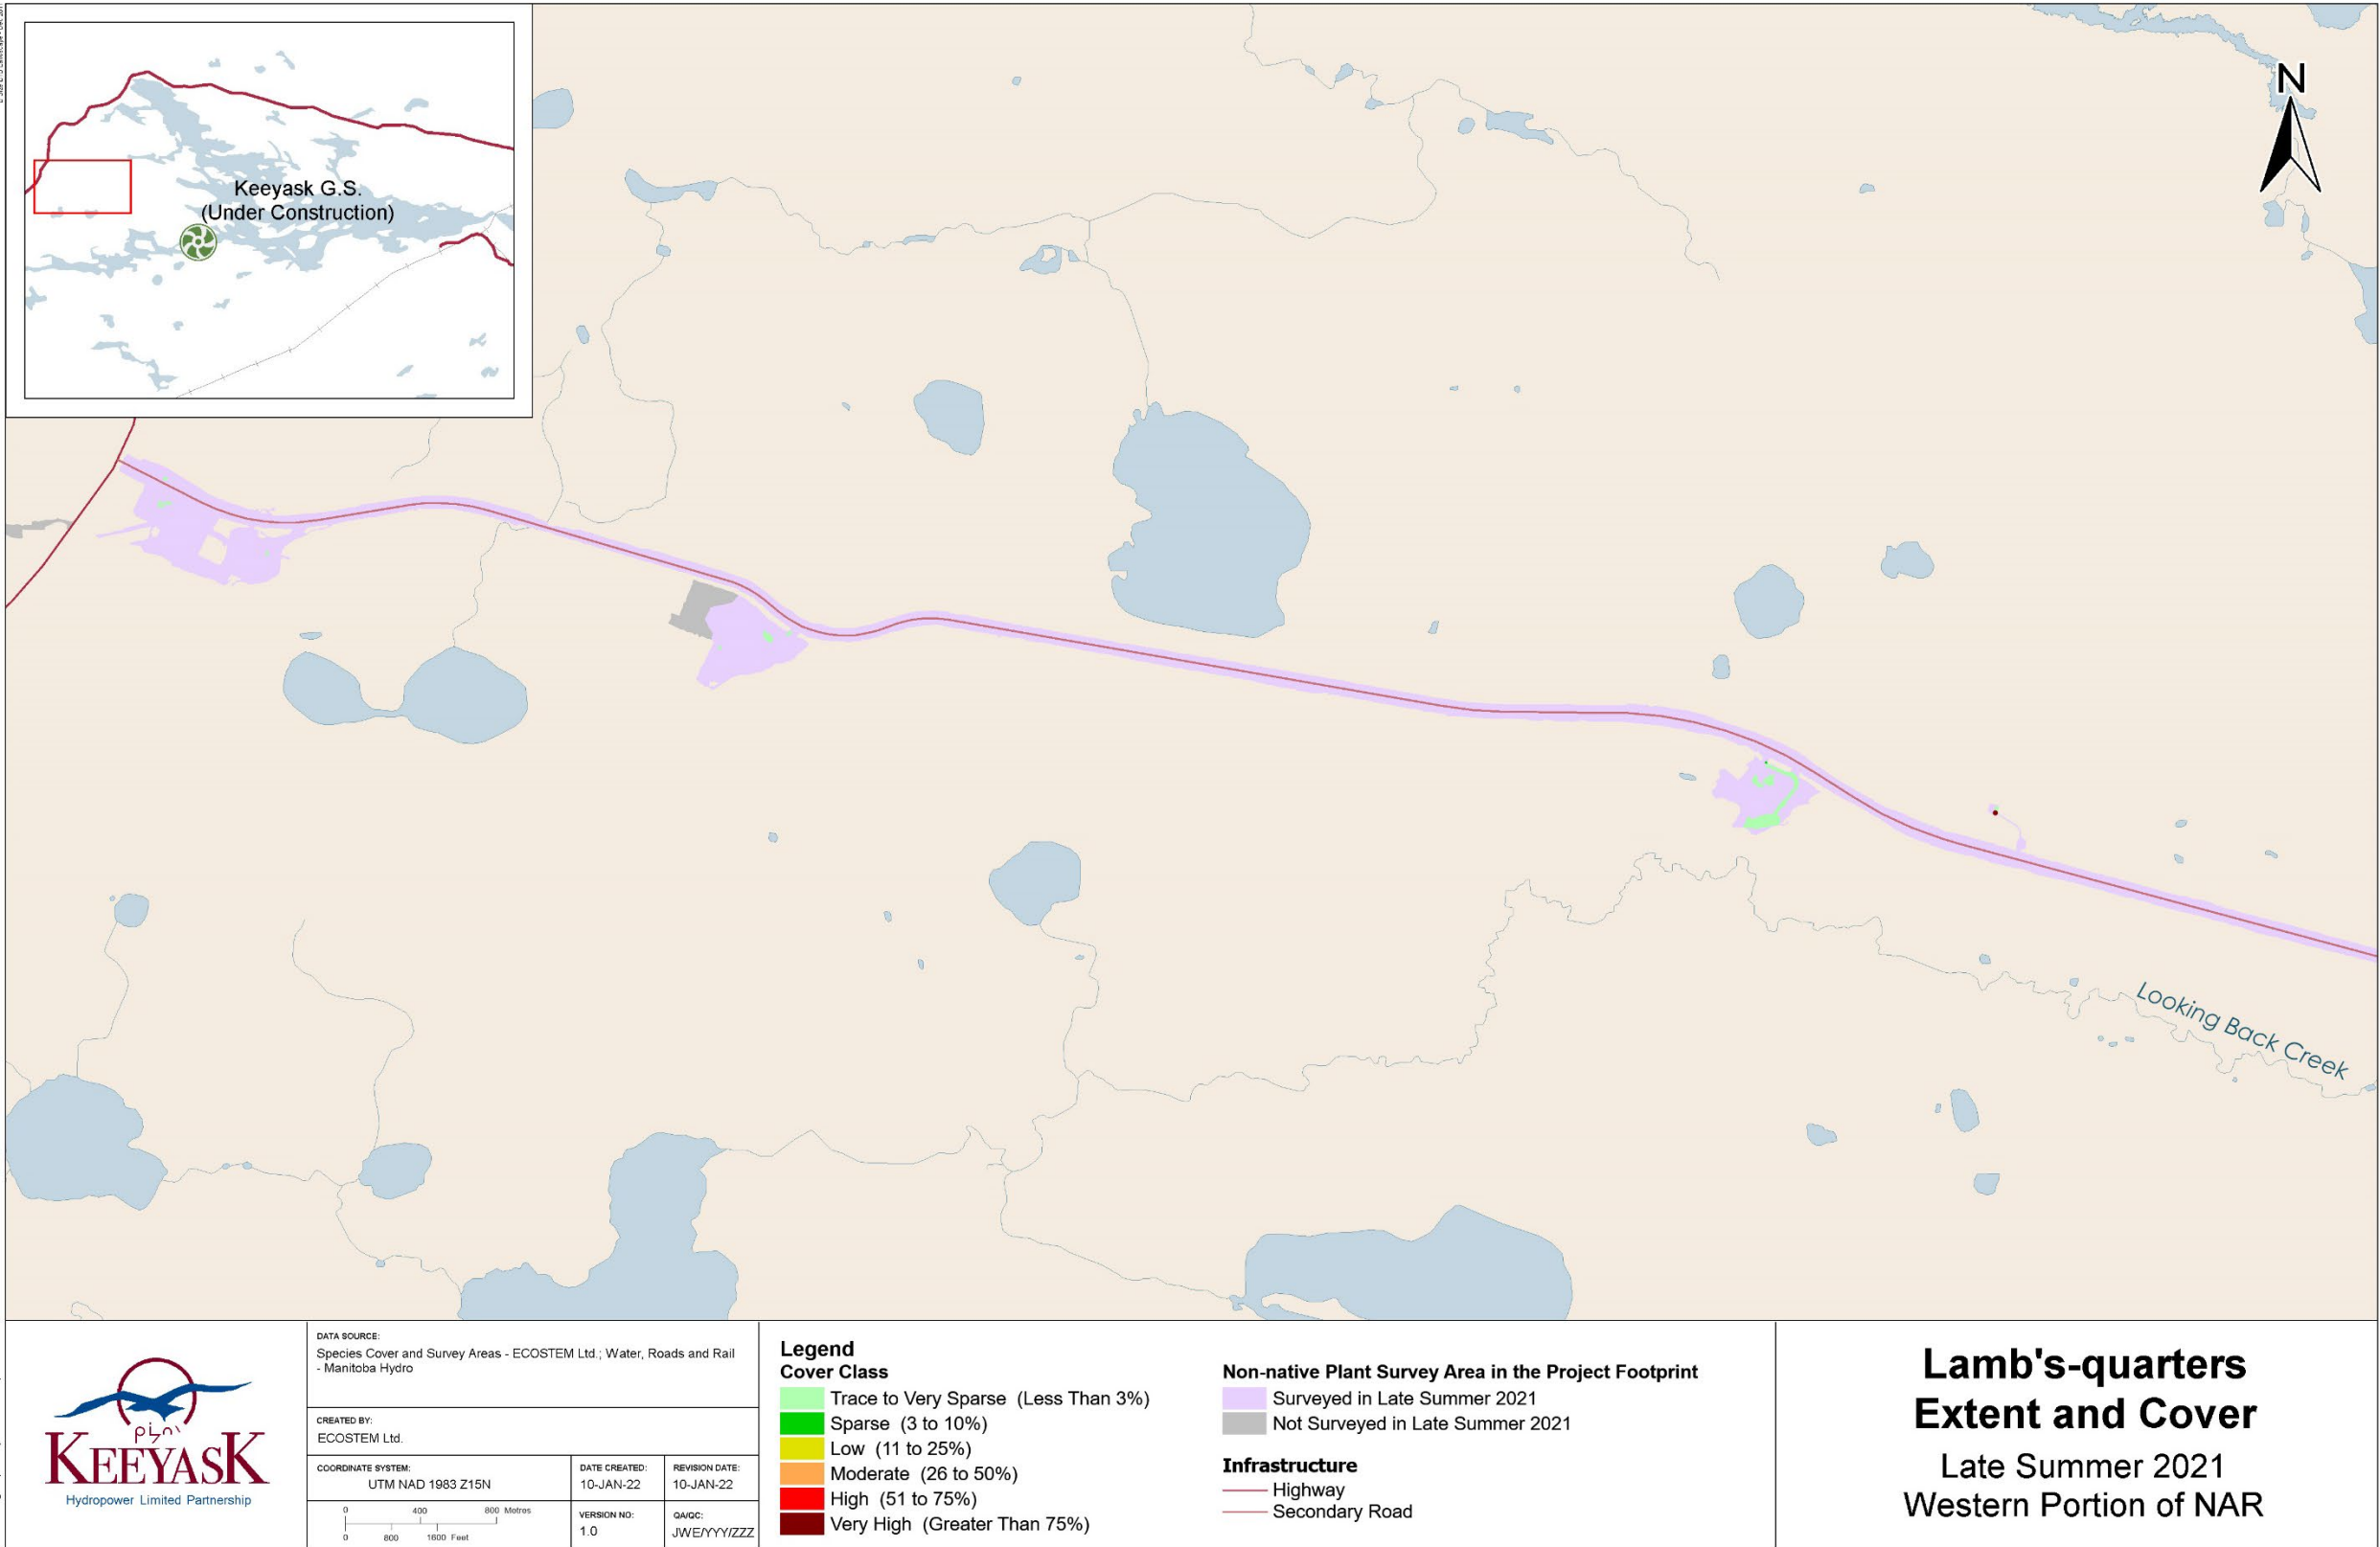 N
Keeyask G.S.
(Under Construction)
Looking Back Creek
KEEYASK
Hydropower Limited Partnership
DATA SOURCE:
Species Cover and Survey Areas - ECOSTEM Ltd.; Water, Roads and Rail
- Manitoba Hydro
CREATED BY:
ECOSTEM Ltd.
COORDINATE SYSTEM:
UTM NAD 1983 Z15N
DATE CREATED:
10-JAN-22
REVISION DATE:
10-JAN-22
0 400 800 Metres
0 800 1600 Feet
VERSION NO:
1.0
QA/QC:
JWE/YYY/ZZZ
Legend
Cover Class
Trace to Very Sparse (Less Than 3%)
Sparse (3 to 10%)
Low (11 to 25%)
Moderate (26 to 50%)
High (51 to 75%)
Very High (Greater Than 75%)
Non-native Plant Survey Area in the Project Footprint
Surveyed in Late Summer 2021
Not Surveyed in Late Summer 2021
Infrastructure
Highway
Secondary Road
Lamb's-quarters
Extent and Cover
Late Summer 2021
Western Portion of NAR